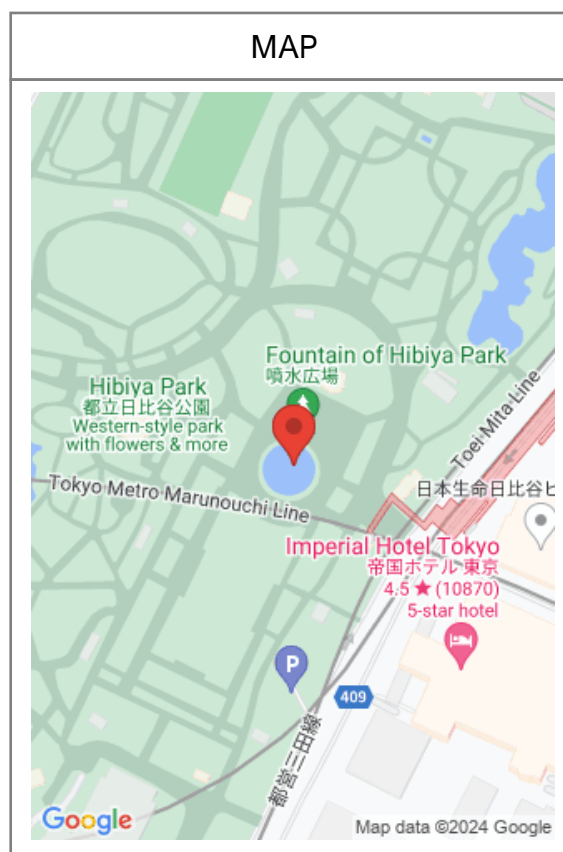 MAP
Fountain of Hibiya Park
噴水広場
Hibiya Park
都立日比谷公園
Western-style park
with flowers & more
Toei Mita Line
Tokyo Metro Marunouchi Line
日本生命日比谷ビ
Imperial Hotel Tokyo
帝国ホテル 東京
4.5 ★ (10870)
5-star hotel
P
409
都営三田線
Google
Map data ©2024 Google